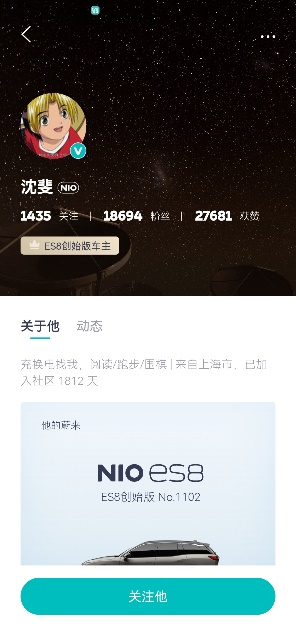 沈斐 NIO
1435 关注 | 18694 粉丝 | 27681 获赞
ES8创始版车主
关于他 动态
充换电找我，阅读/跑步/围棋 | 来自上海市，已加
入社区 1812 天
他的蔚来
NIO ES8
ES8创始版 No.1102
关注他